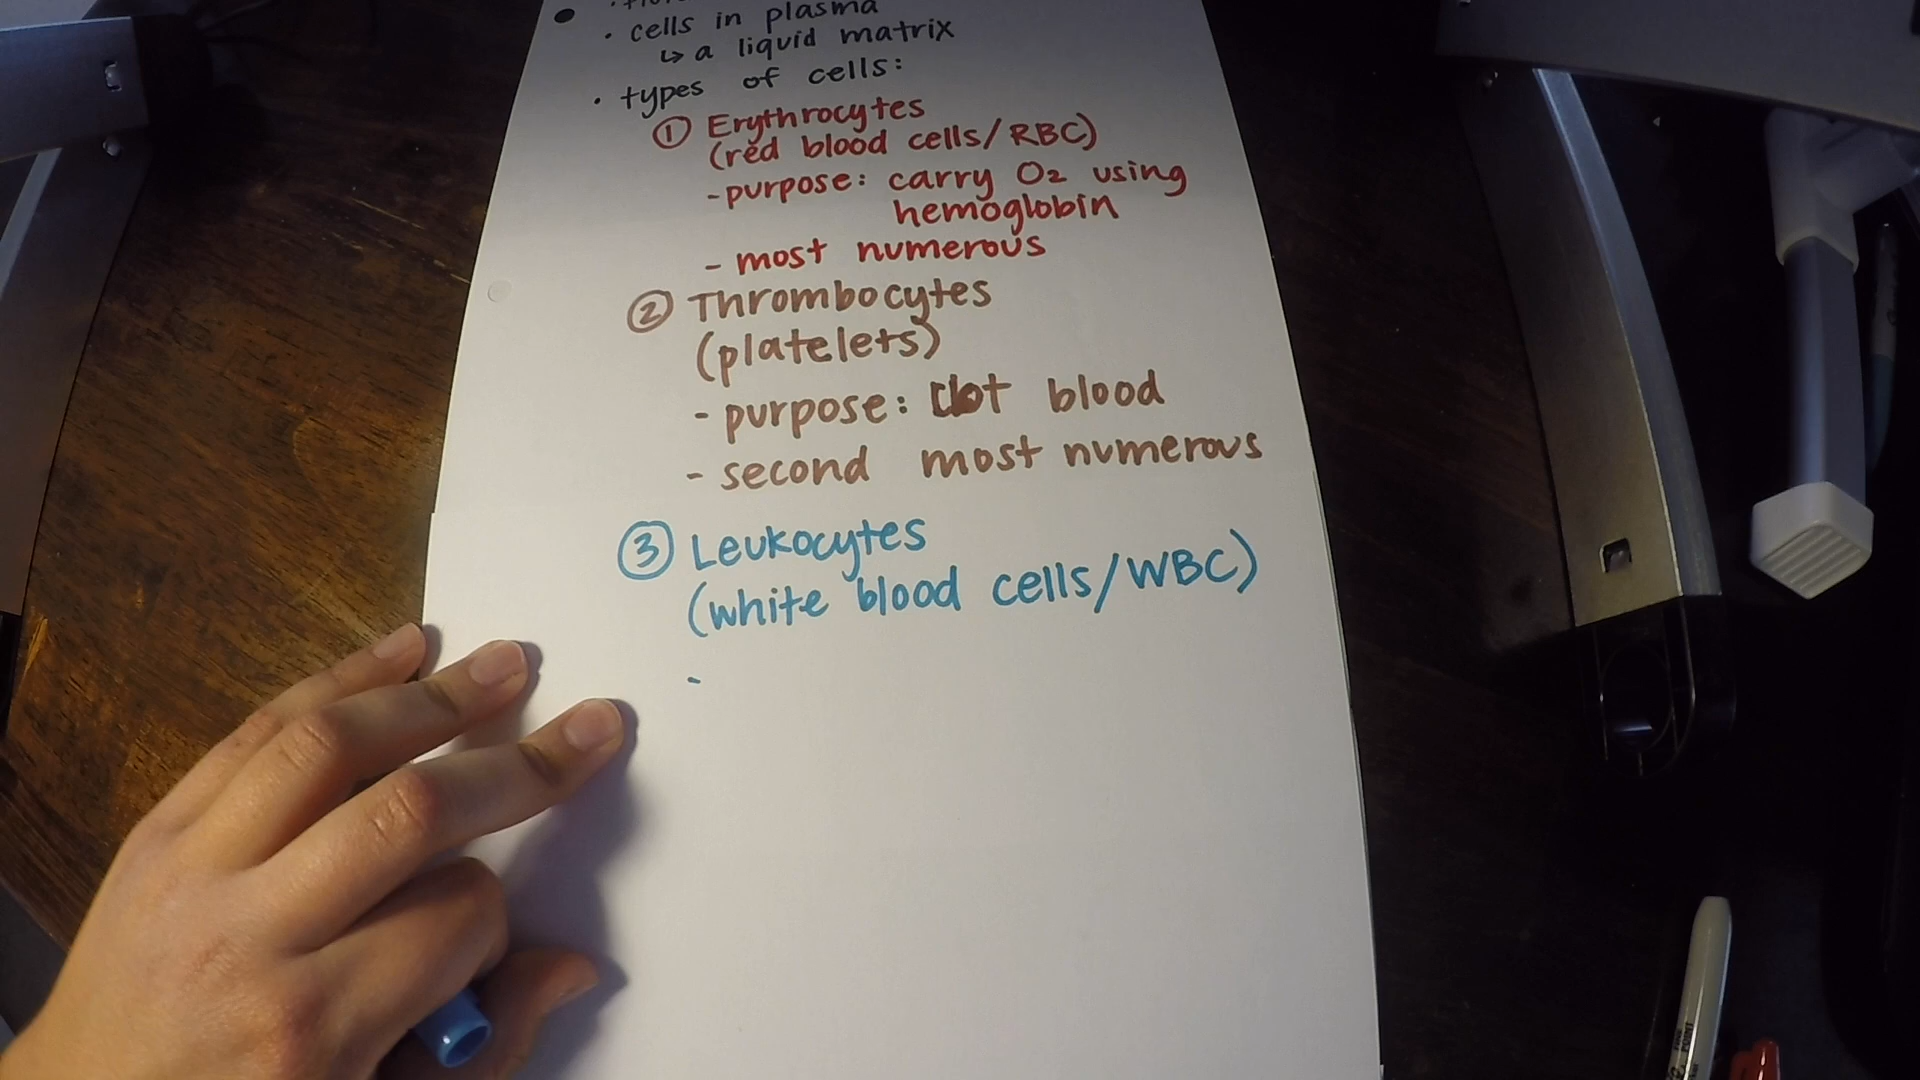 · cells in plasma
↳ a liquid matrix
· types of cells:
① Erythrocytes
(red blood cells/RBC)
- purpose: carry O2 using
hemoglobin
- most numerous
② Thrombocytes
(platelets)
- purpose: clot blood
- second most numerous
③ Leukocytes
(white blood cells/WBC)
-